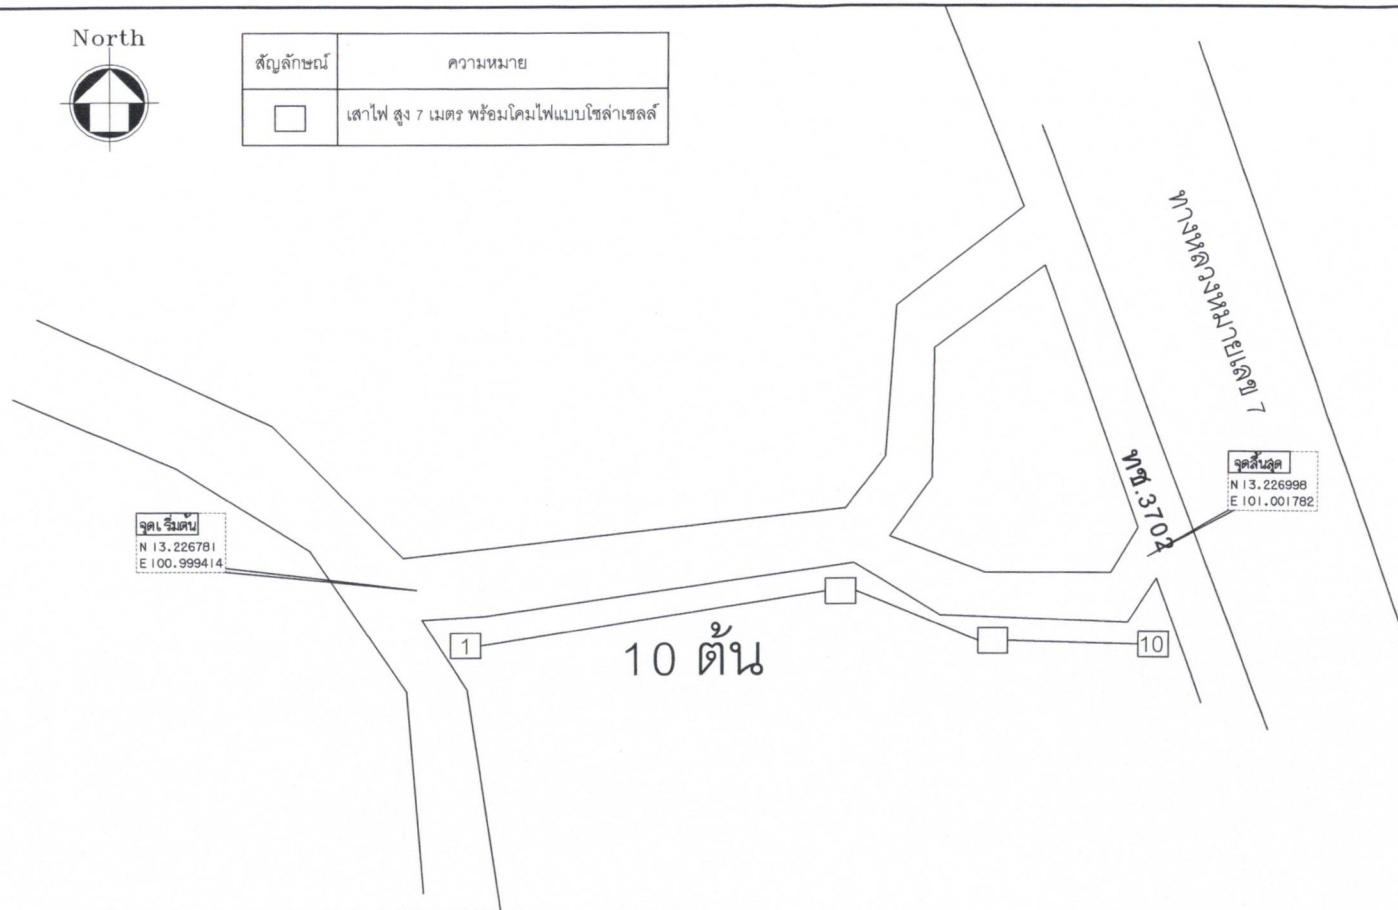 North
สัญลักษณ์ ความหมาย
เสาไฟ สูง 7 เมตร พร้อมโคมไฟแบบโซล่าเซลล์
ทางหลวงหมายเลข 7
ทช.3702
จุดสิ้นสุด
N 13.226998
E 101.001782
จุดเริ่มต้น
N 13.226781
E 100.999414
1
10 ต้น
10